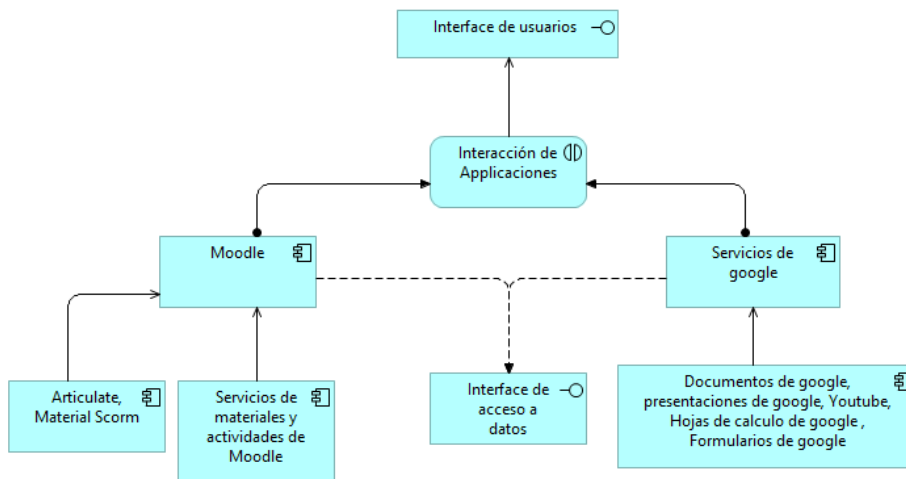 Interface de usuarios
Interacción de
Applicaciones
Moodle
Servicios de
google
Articulate,
Material Scorm
Servicios de
materiales y
actividades de
Moodle
Interface de
acceso a
datos
Documentos de google,
presentaciones de google, Youtube,
Hojas de calculo de google ,
Formularios de google